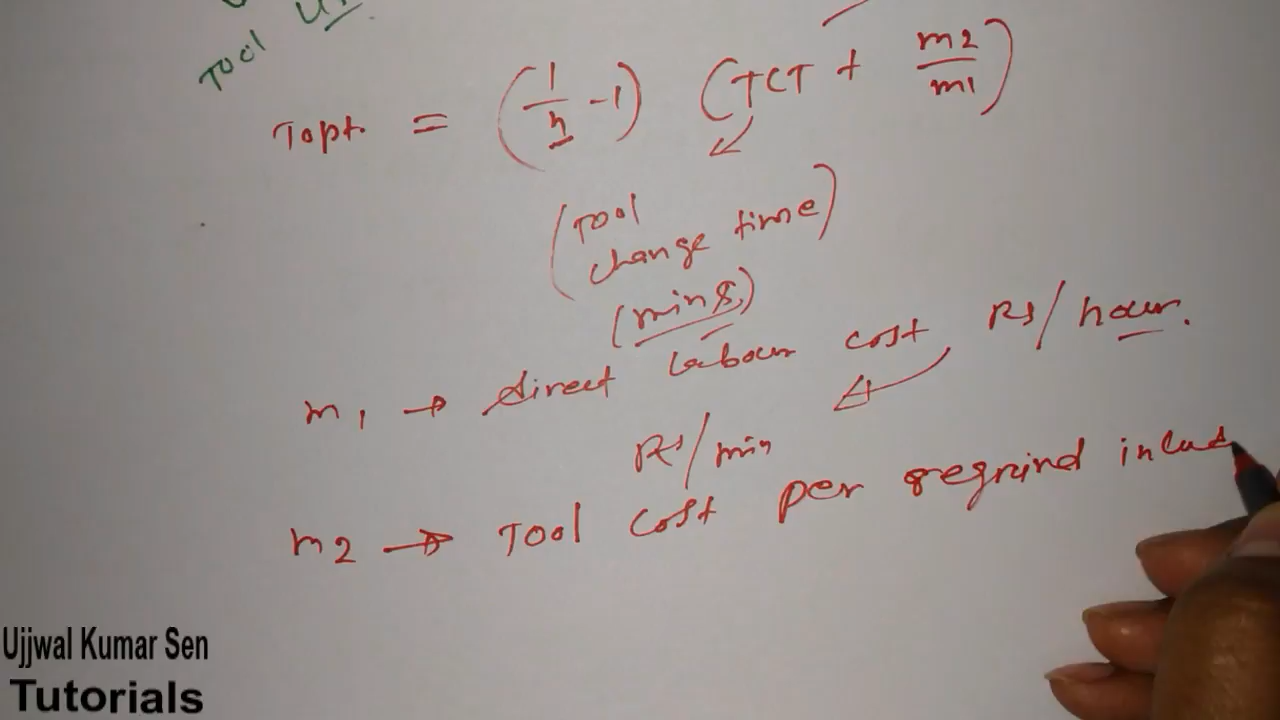 Tool
Topt. = (1/n - 1) (TCT + m2/m1)
(Tool
change time)
(mins.)
m1 → direct labour cost Rs/hour.
Rs/min
m2 → Tool cost per regrind includ
Ujjwal Kumar Sen
Tutorials